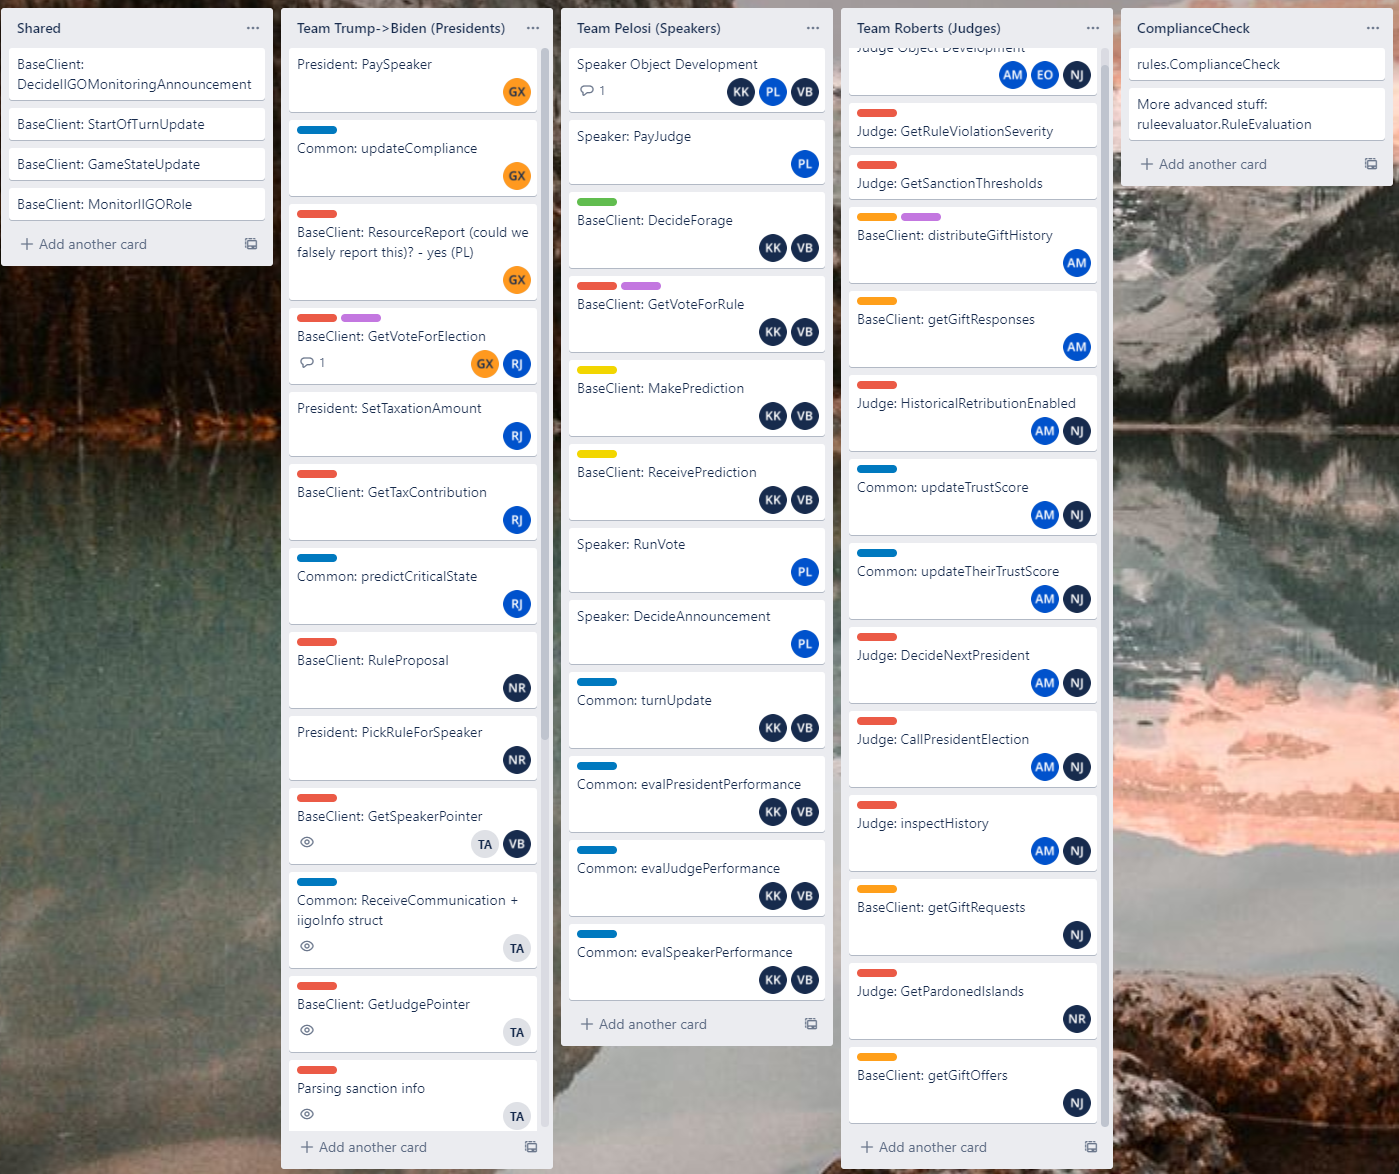 Shared
BaseClient:
DecideIIGOMonitoringAnnouncement
BaseClient: StartOfTurnUpdate
BaseClient: GameStateUpdate
BaseClient: MonitorIIGORole
Add another card
Team Trump->Biden (Presidents)
President: PaySpeaker
GX
Common: updateCompliance
GX
BaseClient: ResourceReport (could we
falsely report this)? - yes (PL)
GX
BaseClient: GetVoteForElection
1 GX RJ
President: SetTaxationAmount
RJ
BaseClient: GetTaxContribution
RJ
Common: predictCriticalState
RJ
BaseClient: RuleProposal
NR
President: PickRuleForSpeaker
NR
BaseClient: GetSpeakerPointer
TA VB
Common: ReceiveCommunication +
iigoInfo struct
TA
BaseClient: GetJudgePointer
TA
Parsing sanction info
TA
Add another card
Team Pelosi (Speakers)
Speaker Object Development
1 KK PL VB
Speaker: PayJudge
PL
BaseClient: DecideForage
KK VB
BaseClient: GetVoteForRule
KK VB
BaseClient: MakePrediction
KK VB
BaseClient: ReceivePrediction
KK VB
Speaker: RunVote
PL
Speaker: DecideAnnouncement
PL
Common: turnUpdate
KK VB
Common: evalPresidentPerformance
KK VB
Common: evalJudgePerformance
KK VB
Common: evalSpeakerPerformance
KK VB
Add another card
Team Roberts (Judges)
Judge Object Development
AM EO NJ
Judge: GetRuleViolationSeverity
Judge: GetSanctionThresholds
BaseClient: distributeGiftHistory
AM
BaseClient: getGiftResponses
AM
Judge: HistoricalRetributionEnabled
AM NJ
Common: updateTrustScore
AM NJ
Common: updateTheirTrustScore
AM NJ
Judge: DecideNextPresident
AM NJ
Judge: CallPresidentElection
AM NJ
Judge: inspectHistory
AM NJ
BaseClient: getGiftRequests
NJ
Judge: GetPardonedIslands
NR
BaseClient: getGiftOffers
NJ
Add another card
ComplianceCheck
rules.ComplianceCheck
More advanced stuff:
ruleevaluator.RuleEvaluation
Add another card